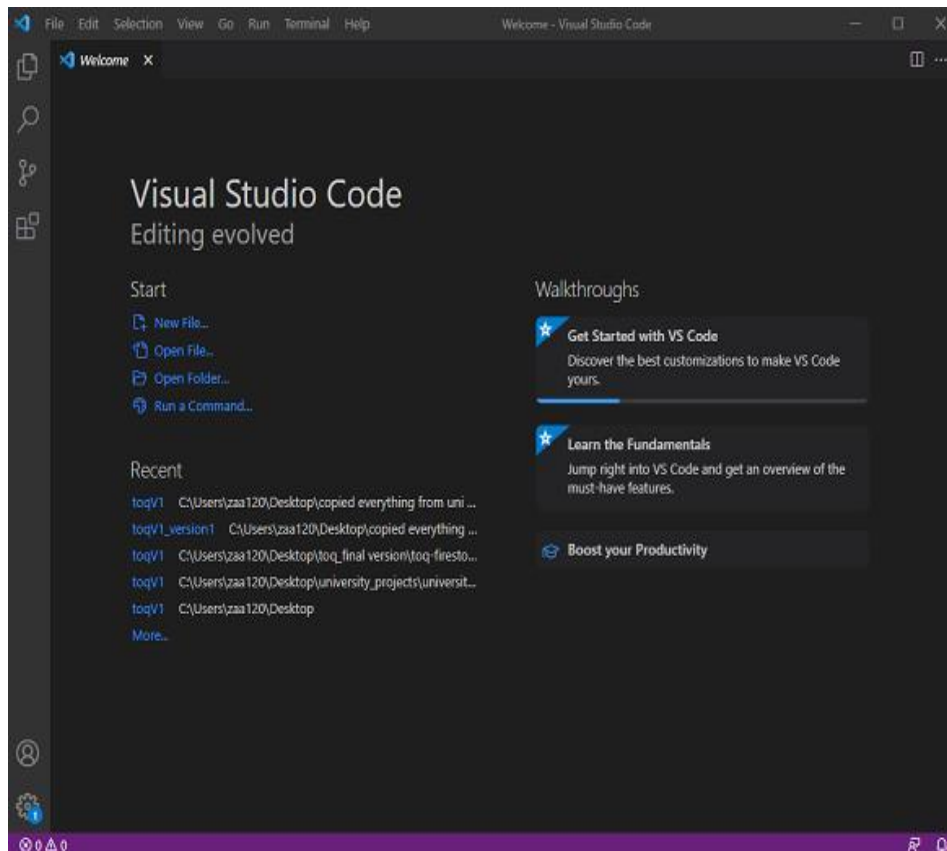 File Edit Selection View Go Run Terminal Help Welcome - Visual Studio Code
Welcome
Visual Studio Code
Editing evolved
Start
New File...
Open File...
Open Folder...
Run a Command...
Recent
toqV1 C:\Users\zaa120\Desktop\copied everything from uni ...
toqV1_version1 C:\Users\zaa120\Desktop\copied everything ...
toqV1 C:\Users\zaa120\Desktop\toq_final version\toq-firesto...
toqV1 C:\Users\zaa120\Desktop\university_projects\universit...
toqV1 C:\Users\zaa120\Desktop
More...
Walkthroughs
Get Started with VS Code
Discover the best customizations to make VS Code
yours.
Learn the Fundamentals
Jump right into VS Code and get an overview of the
must-have features.
Boost your Productivity
1
0 0